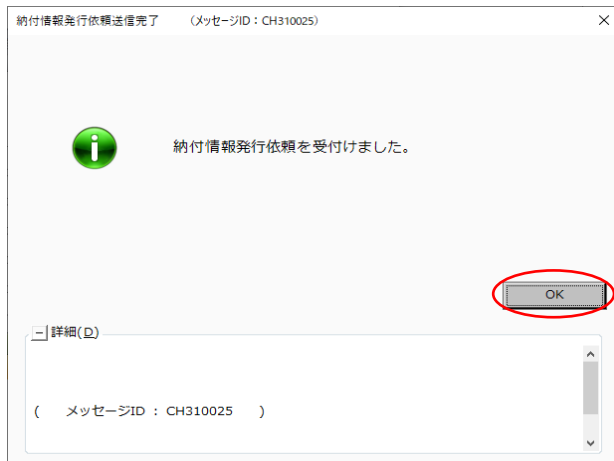 納付情報発行依頼送信完了 (メッセージID:CH310025)
納付情報発行依頼を受付けました。
OK
詳細(D)
( メッセージID : CH310025 )